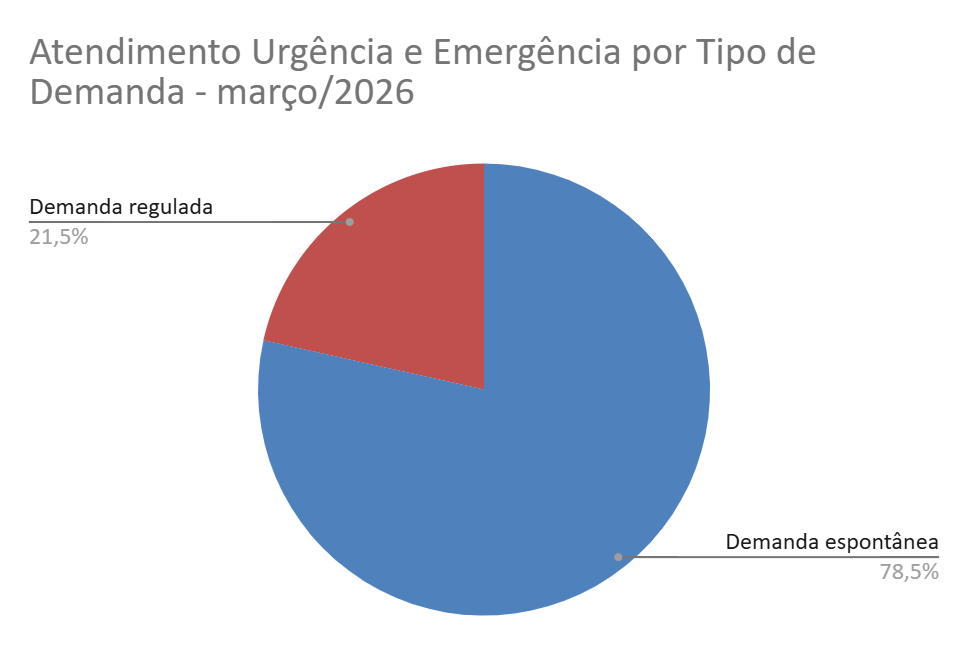 Atendimento Urgência e Emergência por Tipo de
Demanda - março/2026
Demanda regulada
21,5%
Demanda espontânea
78,5%